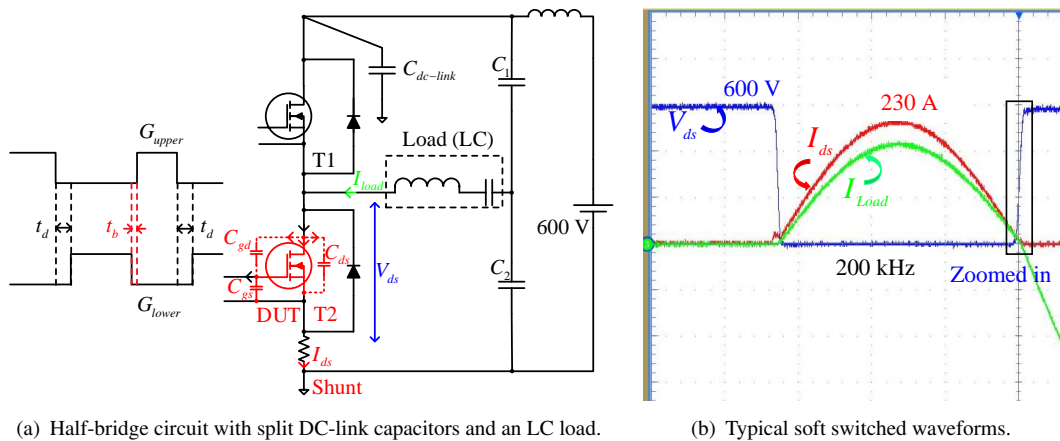 G_upper
t_d
t_b
t_d
G_lower
C_dc-link
C_1
T1
Load (LC)
I_load
600 V
C_gd
C_ds
V_ds
C_gs
DUT
T2
C_2
I_ds
Shunt
600 V
230 A
V_ds
I_ds
I_Load
200 kHz
Zoomed in
(a) Half-bridge circuit with split DC-link capacitors and an LC load.
(b) Typical soft switched waveforms.